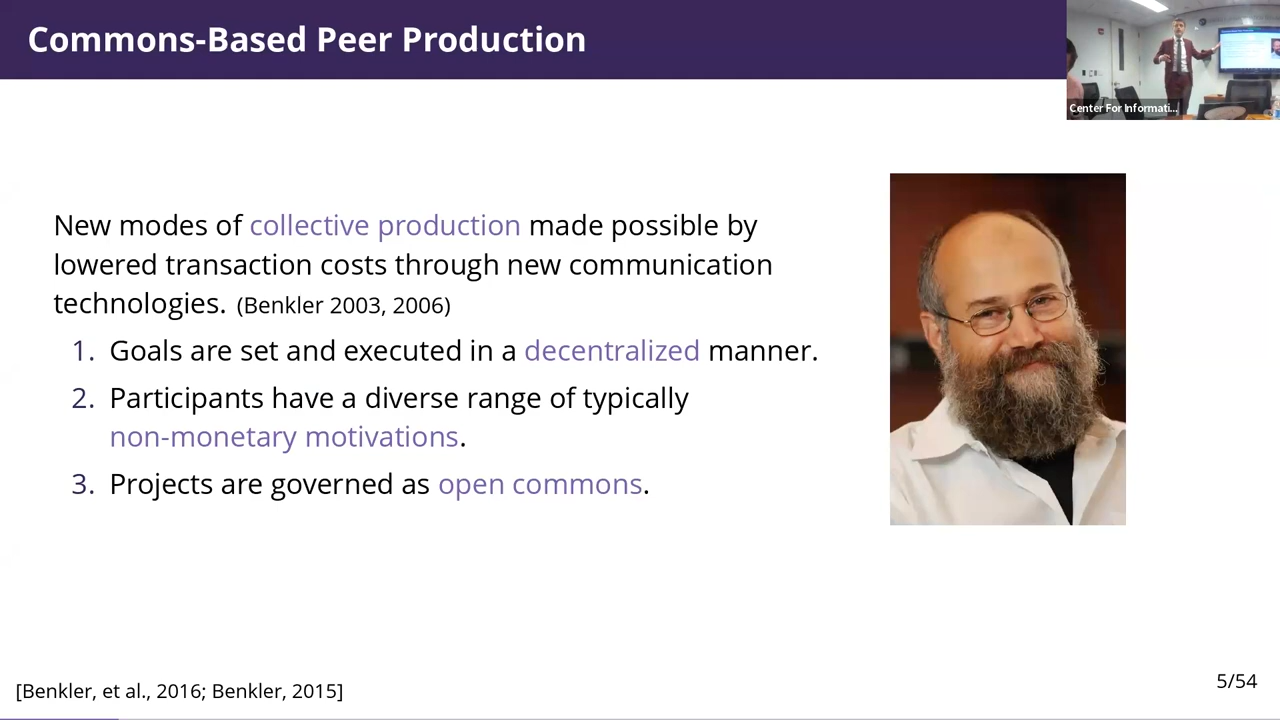 Commons-Based Peer Production
Center For Informati...
New modes of collective production made possible by
lowered transaction costs through new communication
technologies. (Benkler 2003, 2006)
1. Goals are set and executed in a decentralized manner.
2. Participants have a diverse range of typically
non-monetary motivations.
3. Projects are governed as open commons.
[Benkler, et al., 2016; Benkler, 2015]
5/54